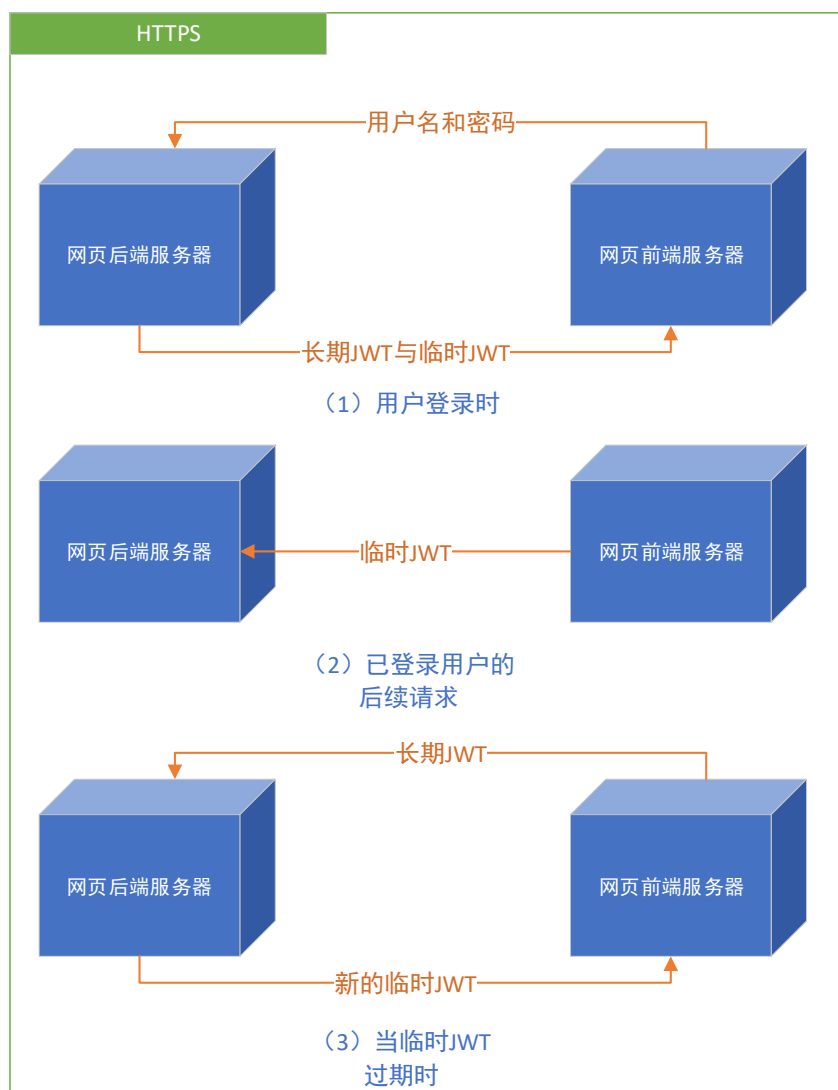 HTTPS
用户名和密码
网页后端服务器
网页前端服务器
长期JWT与临时JWT
（1）用户登录时
网页后端服务器
临时JWT
网页前端服务器
（2）已登录用户的
后续请求
长期JWT
网页后端服务器
网页前端服务器
新的临时JWT
（3）当临时JWT
过期时